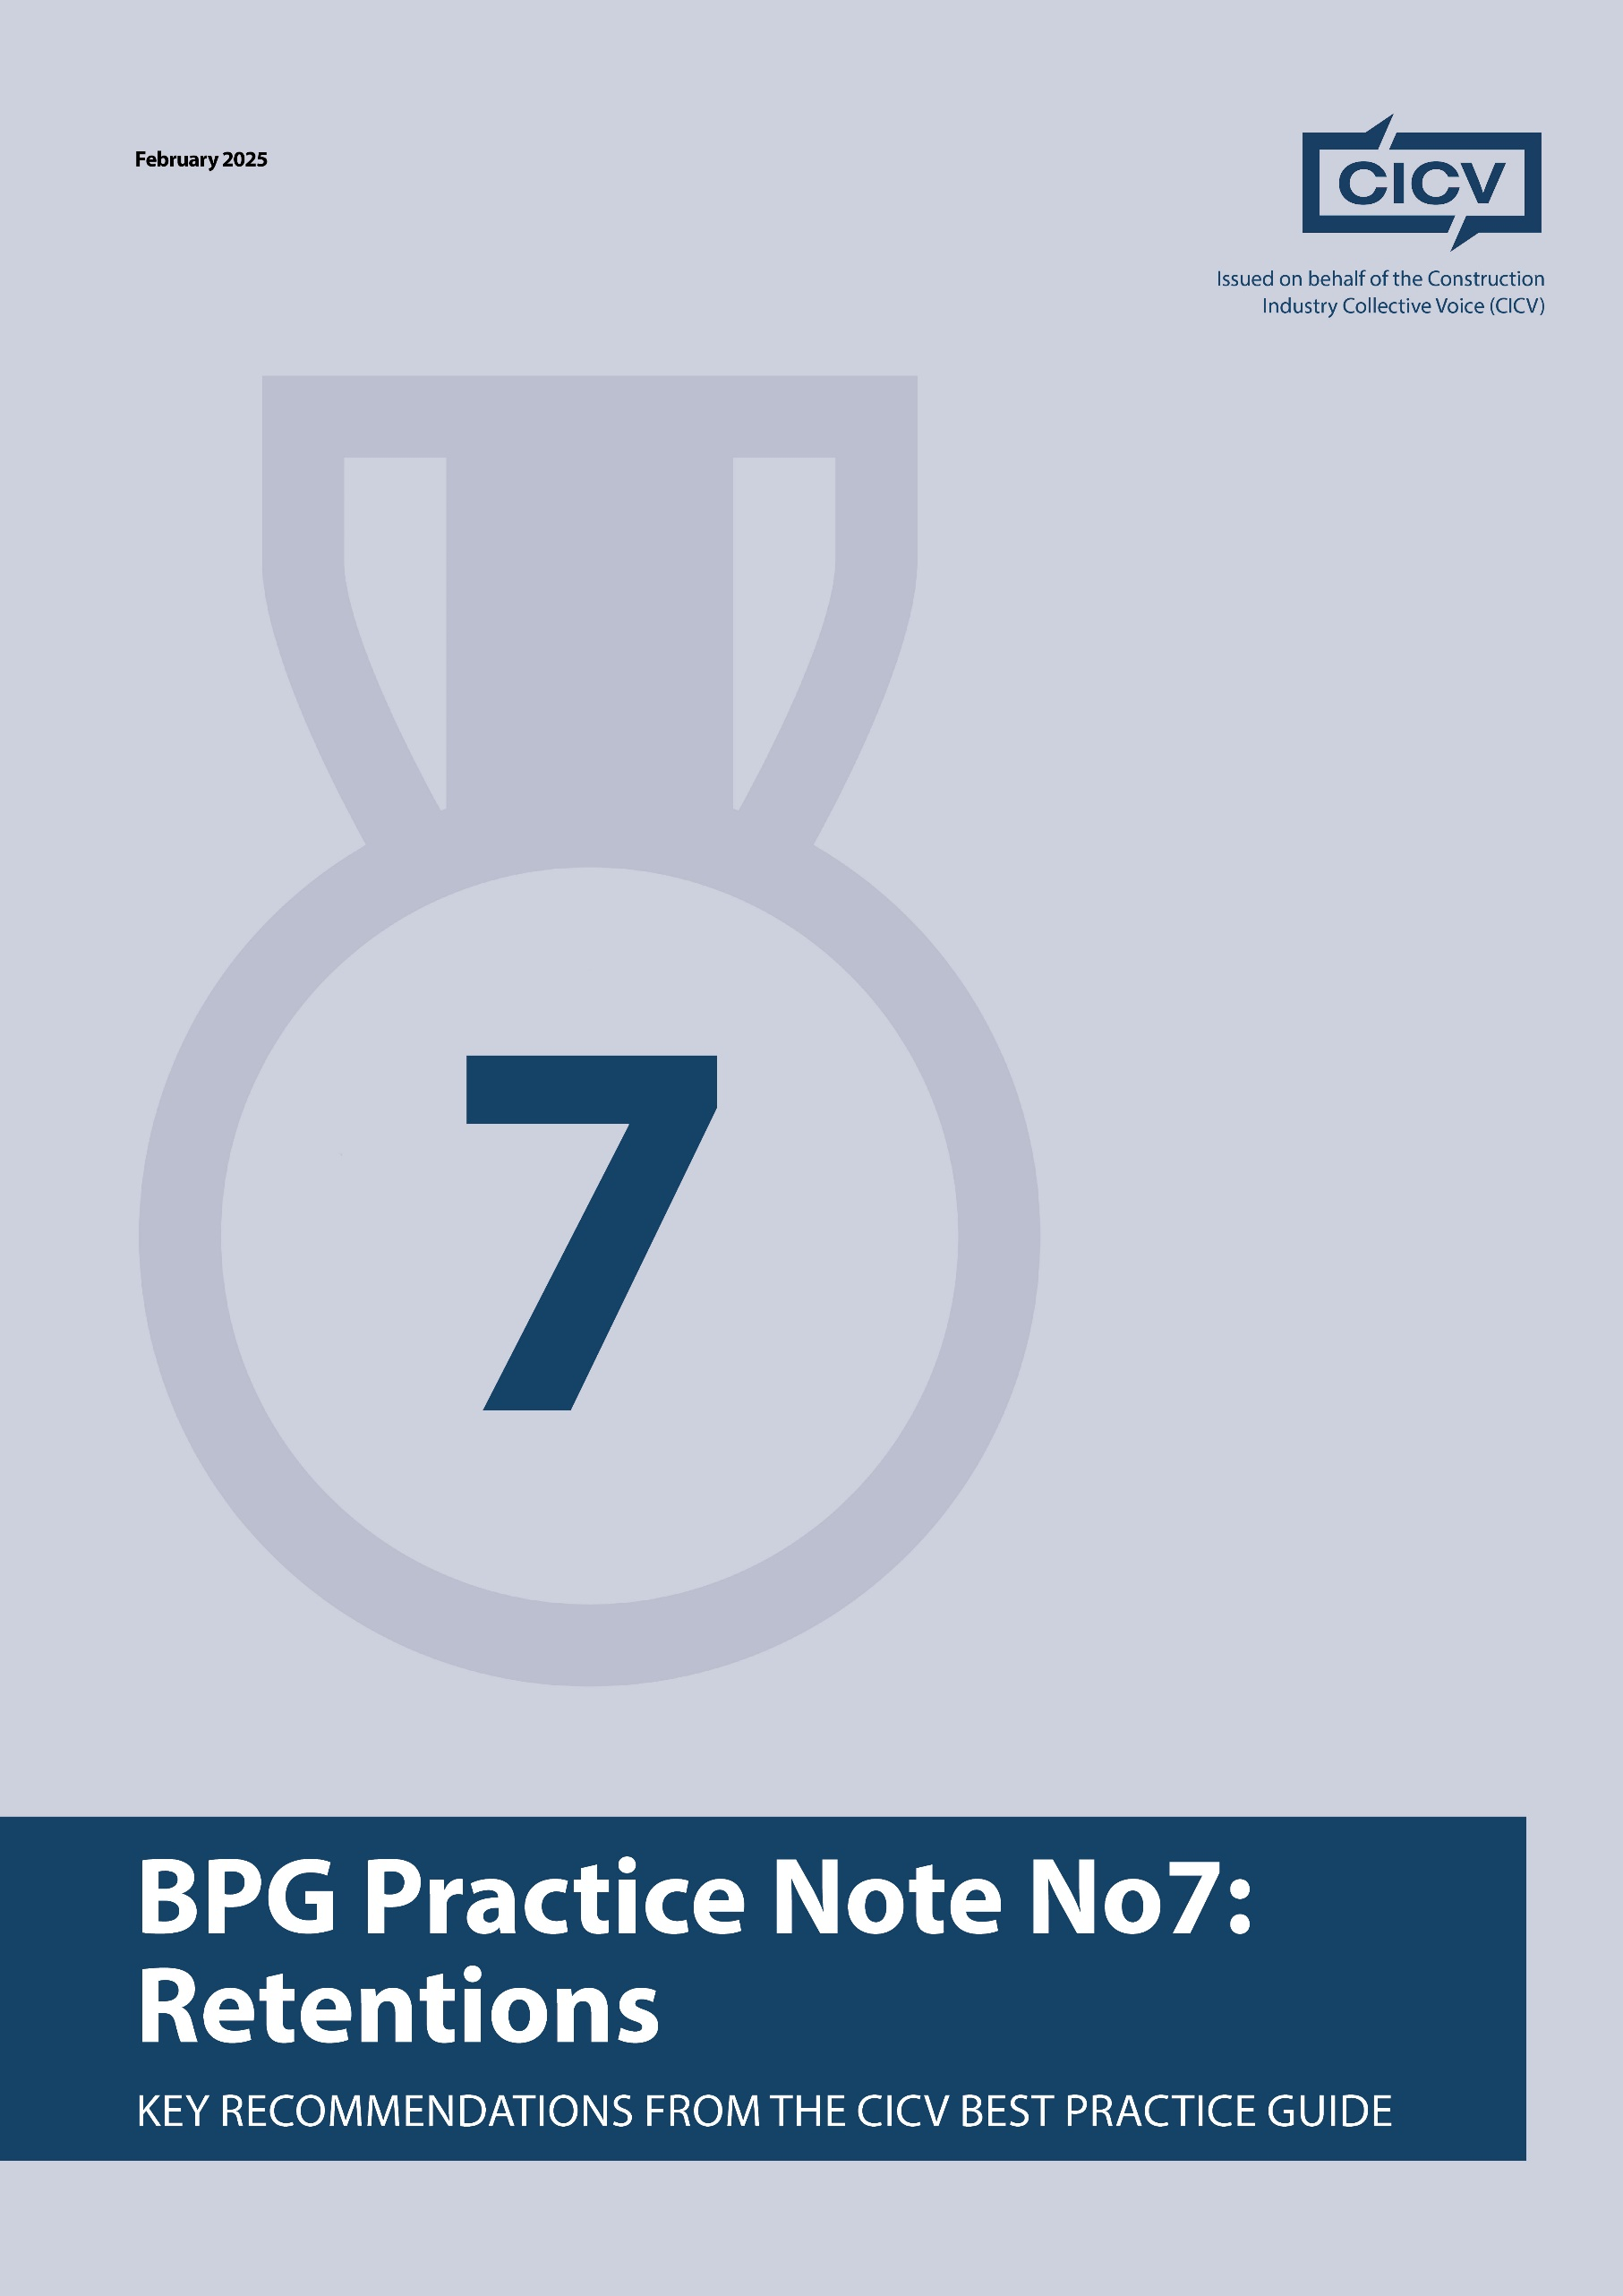 February 2025
CICV
Issued on behalf of the Construction
Industry Collective Voice (CICV)
7
BPG Practice Note No7:
Retentions
KEY RECOMMENDATIONS FROM THE CICV BEST PRACTICE GUIDE